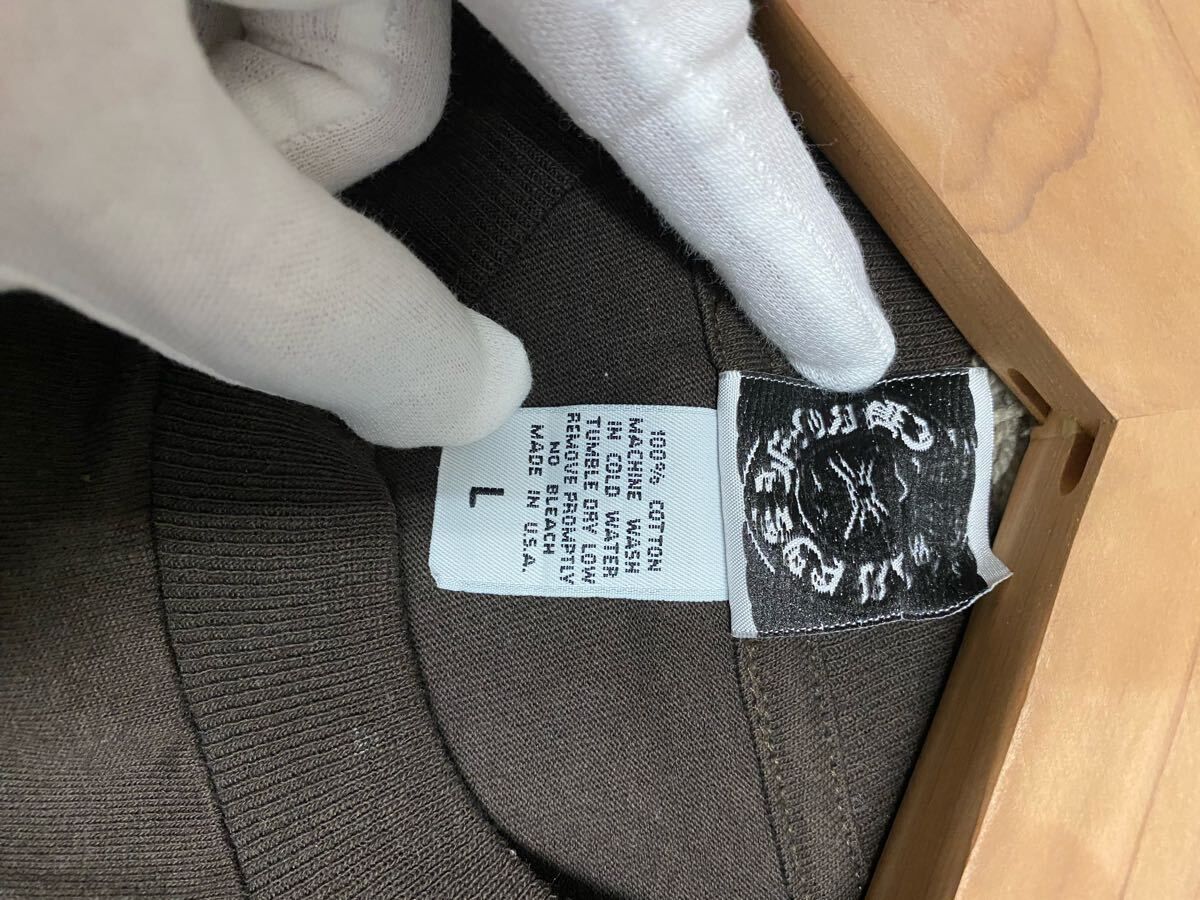 100% COTTON
MACHINE WASH
IN COLD WATER
TUMBLE DRY LOW
REMOVE PROMPTLY
NO BLEACH
MADE IN U.S.A.
L